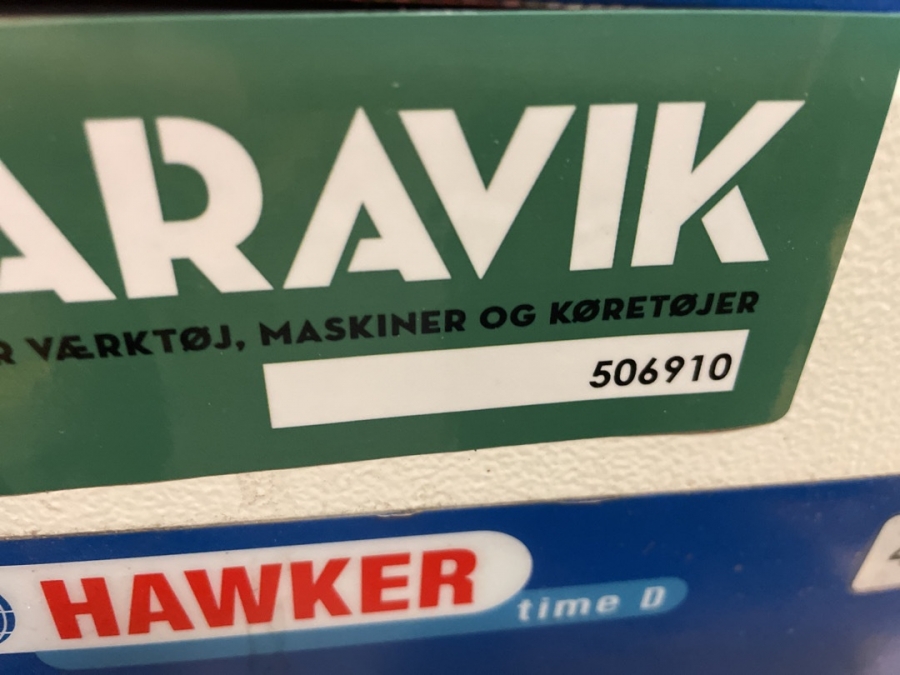 ARAVIK
R VÆRKTØJ, MASKINER OG KØRETØJER
506910
HAWKER
time D